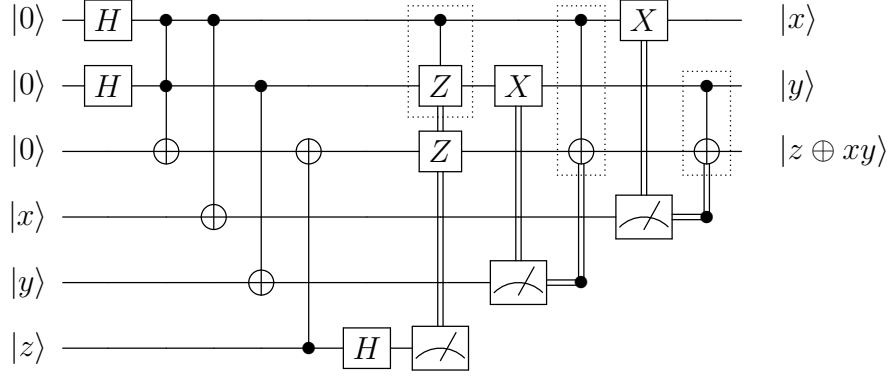 |0⟩ H X |x⟩
|0⟩ H Z X |y⟩
|0⟩ Z |z ⊕ xy⟩
|x⟩
|y⟩
|z⟩ H